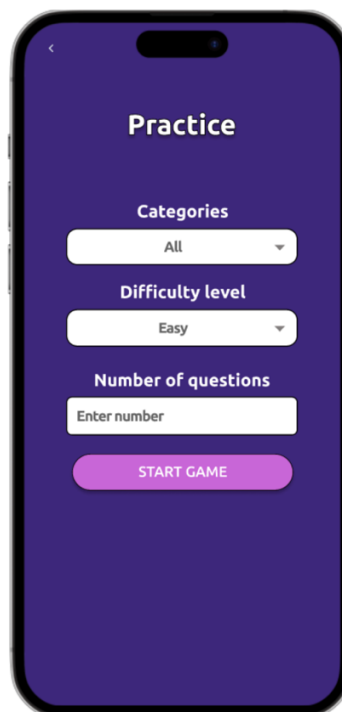 Practice
Categories
All
Difficulty level
Easy
Number of questions
Enter number
START GAME